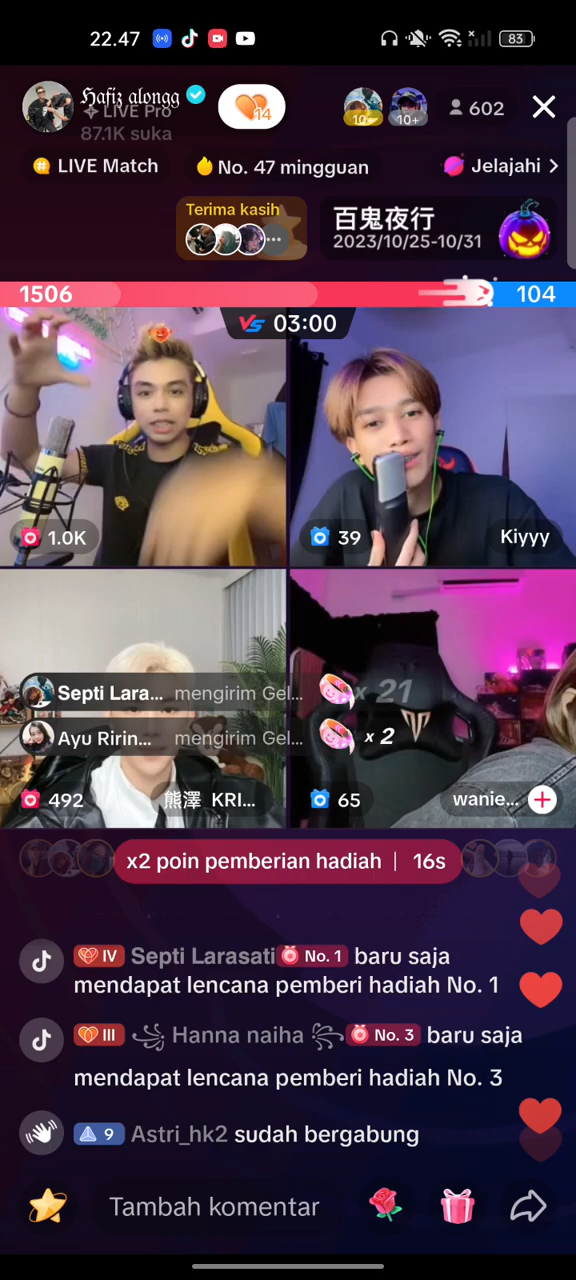 22.47
83
Hafiz alongg
LIVE Pro
87.1K suka
14
10+
10+
602
LIVE Match
No. 47 mingguan
Jelajahi
Terima kasih
百鬼夜行
2023/10/25-10/31
1506
104
VS 03:00
1.0K
39
Kiyyy
Septi Lara... mengirim Gel...
x 21
Ayu Ririn... mengirim Gel...
x 2
492
熊澤 KRI...
65
wanie...
x2 poin pemberian hadiah | 16s
IV Septi Larasati No. 1 baru saja
mendapat lencana pemberi hadiah No. 1
III Hanna naiha No. 3 baru saja
mendapat lencana pemberi hadiah No. 3
9 Astri_hk2 sudah bergabung
Tambah komentar